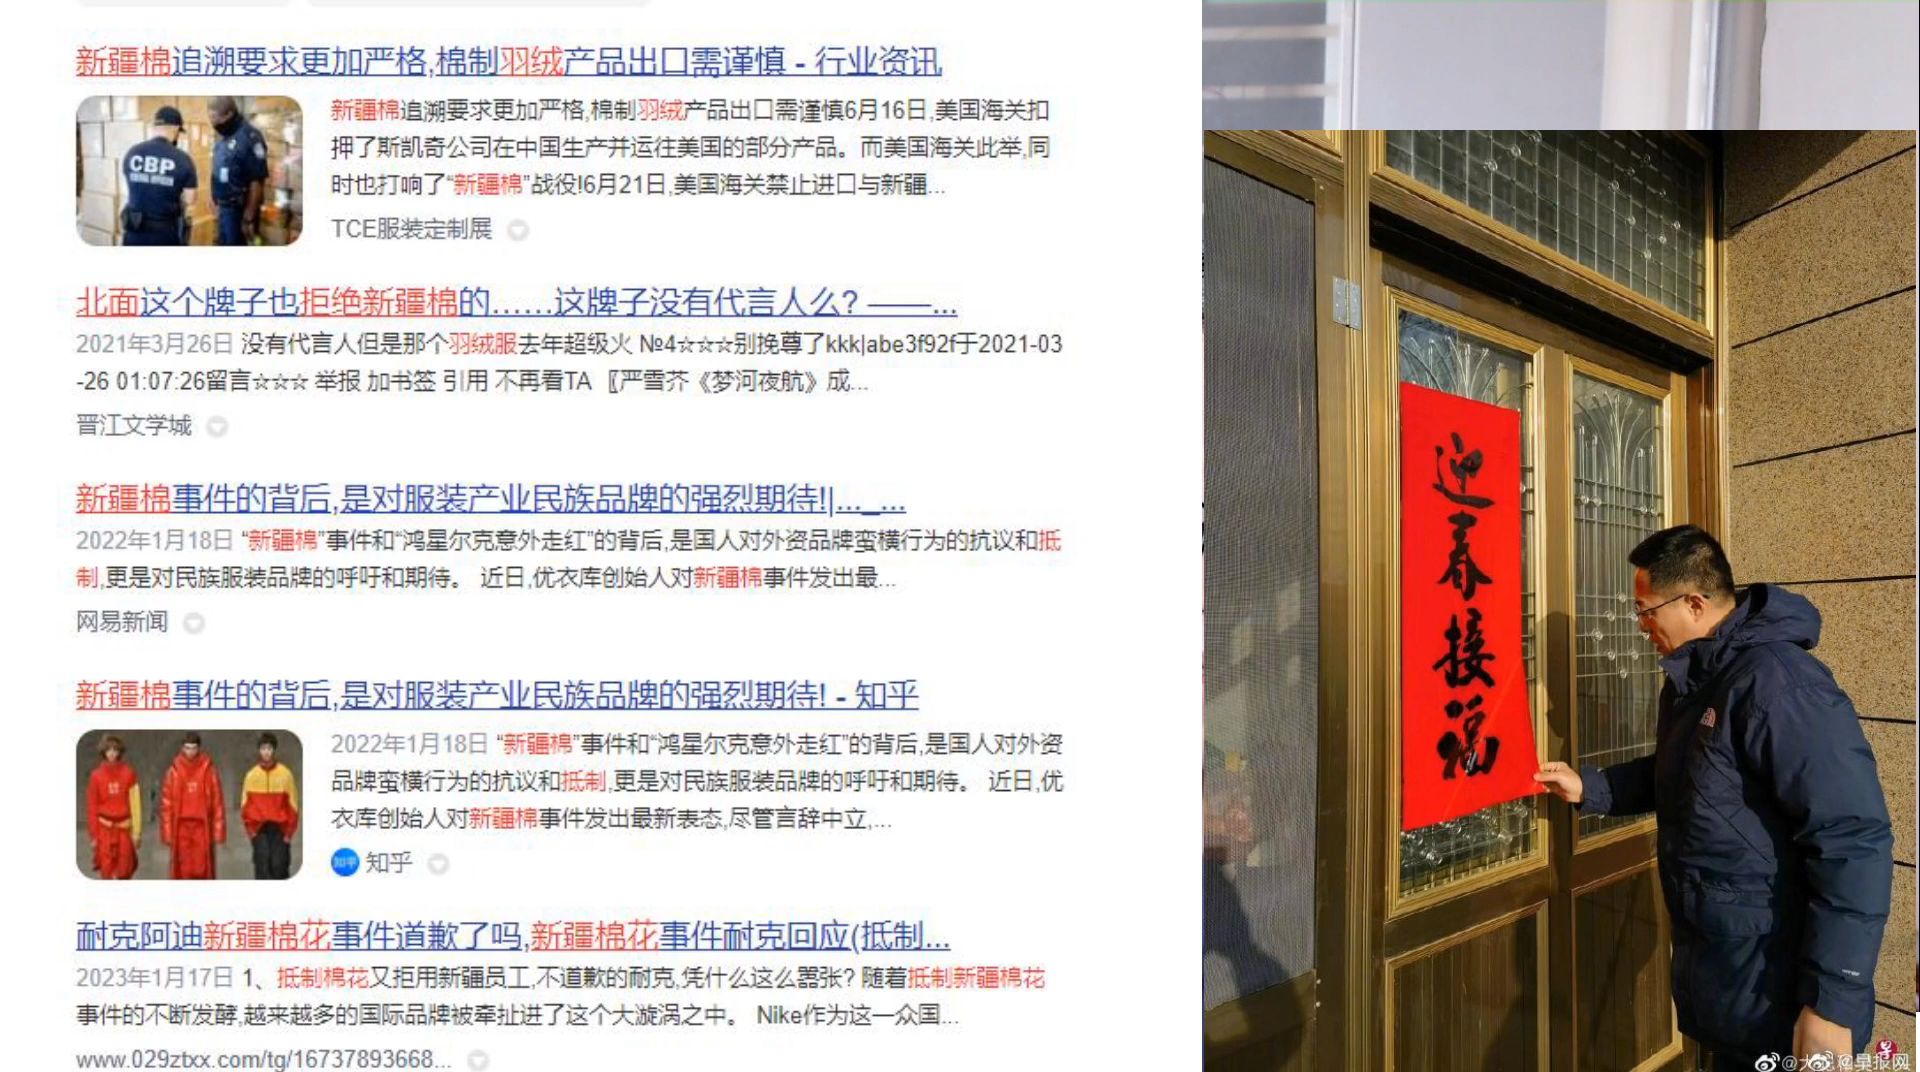 新疆棉追溯要求更加严格,棉制羽绒产品出口需谨慎 - 行业资讯
新疆棉追溯要求更加严格,棉制羽绒产品出口需谨慎6月16日,美国海关扣
押了斯凯奇公司在中国生产并运往美国的部分产品。而美国海关此举,同
时也打响了“新疆棉”战役!6月21日,美国海关禁止进口与新疆...
CBP
TCE服装定制展
北面这个牌子也拒绝新疆棉的……这牌子没有代言人么? ——...
2021年3月26日 没有代言人但是那个羽绒服去年超级火 №4☆☆☆别挽尊了kkk|abe3f92f于2021-03
-26 01:07:26留言☆☆☆ 举报 加书签 引用 不再看TA 〖严雪芥《梦河夜航》成...
晋江文学城
新疆棉事件的背后,是对服装产业民族品牌的强烈期待!|..._...
2022年1月18日 “新疆棉”事件和“鸿星尔克意外走红”的背后,是国人对外资品牌蛮横行为的抗议和抵
制,更是对民族服装品牌的呼吁和期待。 近日,优衣库创始人对新疆棉事件发出最...
网易新闻
新疆棉事件的背后,是对服装产业民族品牌的强烈期待! - 知乎
2022年1月18日 “新疆棉”事件和“鸿星尔克意外走红”的背后,是国人对外资
品牌蛮横行为的抗议和抵制,更是对民族服装品牌的呼吁和期待。 近日,优
衣库创始人对新疆棉事件发出最新表态,尽管言辞中立,...
知乎 知乎
耐克阿迪新疆棉花事件道歉了吗,新疆棉花事件耐克回应(抵制...
2023年1月17日 1、抵制棉花又拒用新疆员工,不道歉的耐克,凭什么这么嚣张? 随着抵制新疆棉花
事件的不断发酵,越来越多的国际品牌被牵扯进了这个大漩涡之中。 Nike作为这一众国...
www.029ztxx.com/tg/16737893668...
迎春接福
早报网